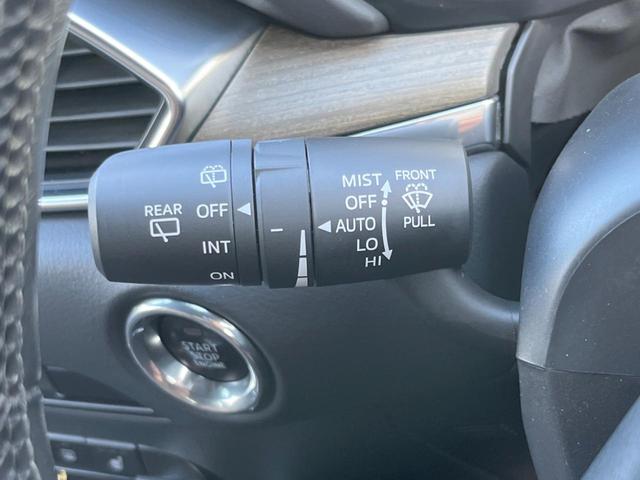 REAR
OFF
INT
ON
MIST
OFF
AUTO
LO
HI
FRONT
PULL
START
STOP
ENGINE